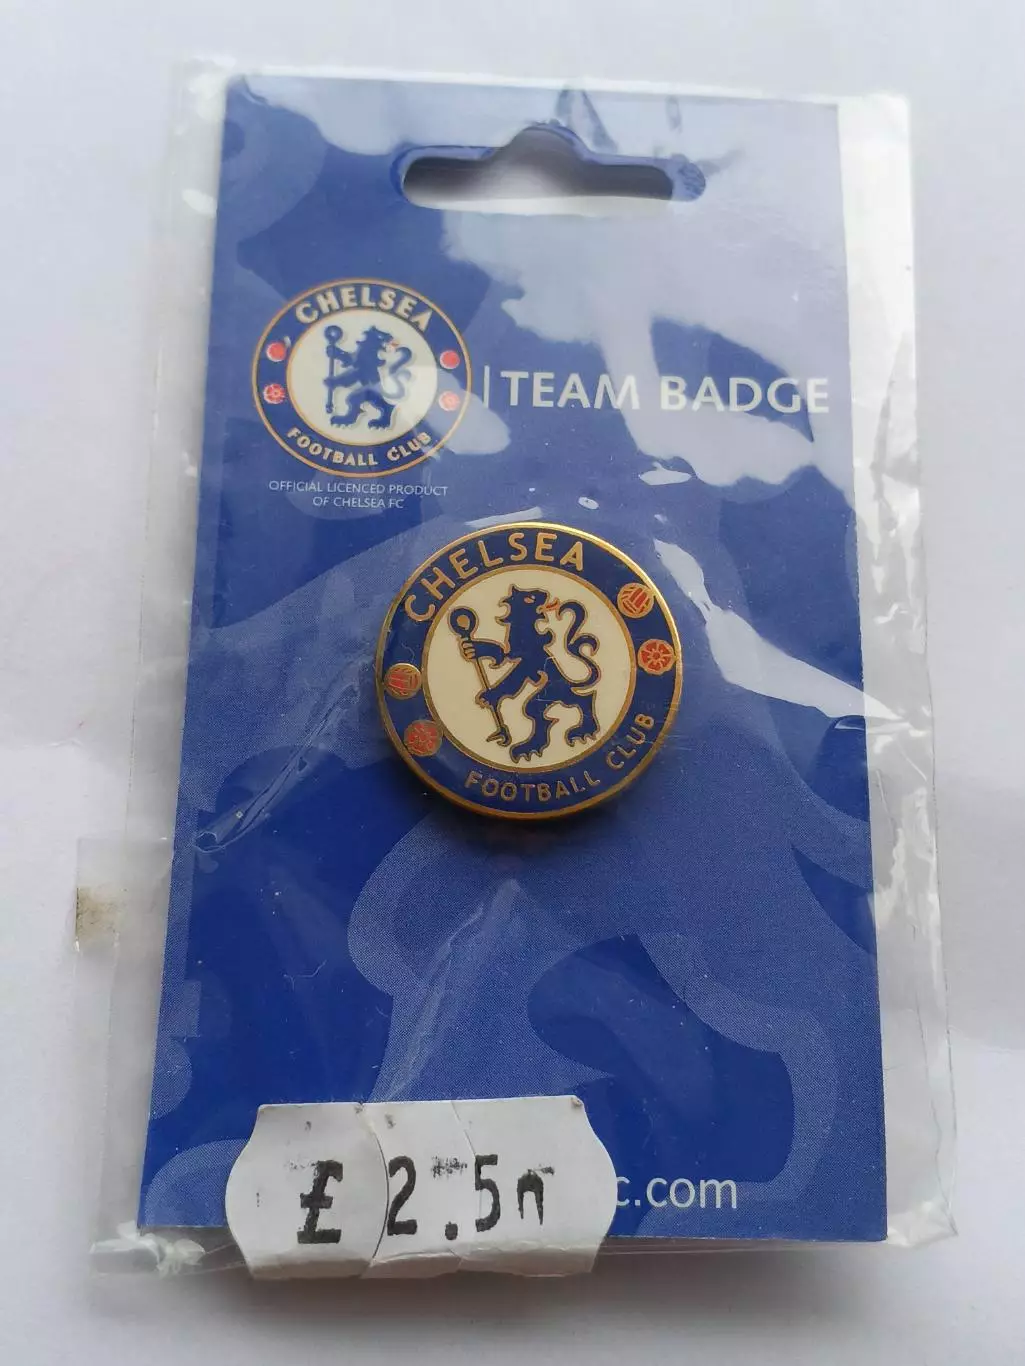 CHELSEA
FOOTBALL CLUB
TEAM BADGE
OFFICIAL LICENCED PRODUCT
OF CHELSEA FC
CHELSEA
FOOTBALL CLUB
£2.5
c.com